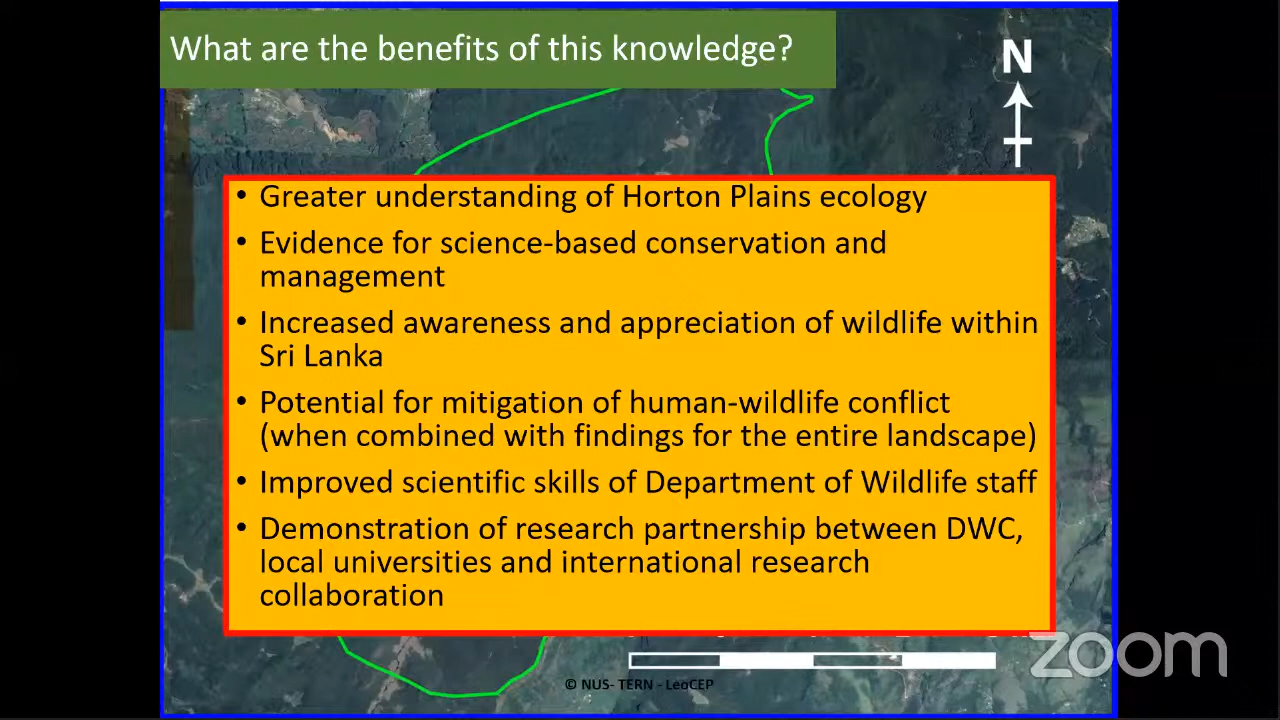 What are the benefits of this knowledge?
N
• Greater understanding of Horton Plains ecology
• Evidence for science-based conservation and
management
• Increased awareness and appreciation of wildlife within
Sri Lanka
• Potential for mitigation of human-wildlife conflict
(when combined with findings for the entire landscape)
• Improved scientific skills of Department of Wildlife staff
• Demonstration of research partnership between DWC,
local universities and international research
collaboration
zoom
© NUS- TERN - LeoCEP